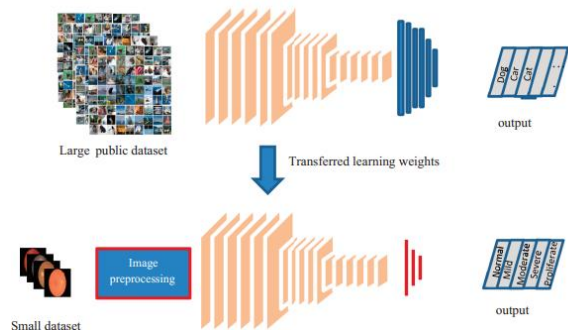 Dog
Car
Cat
. .
output
Large public dataset
Transferred learning weights
Image
preprocessing
Normal
Mild
Moderate
Severe
proliferate
output
Small dataset